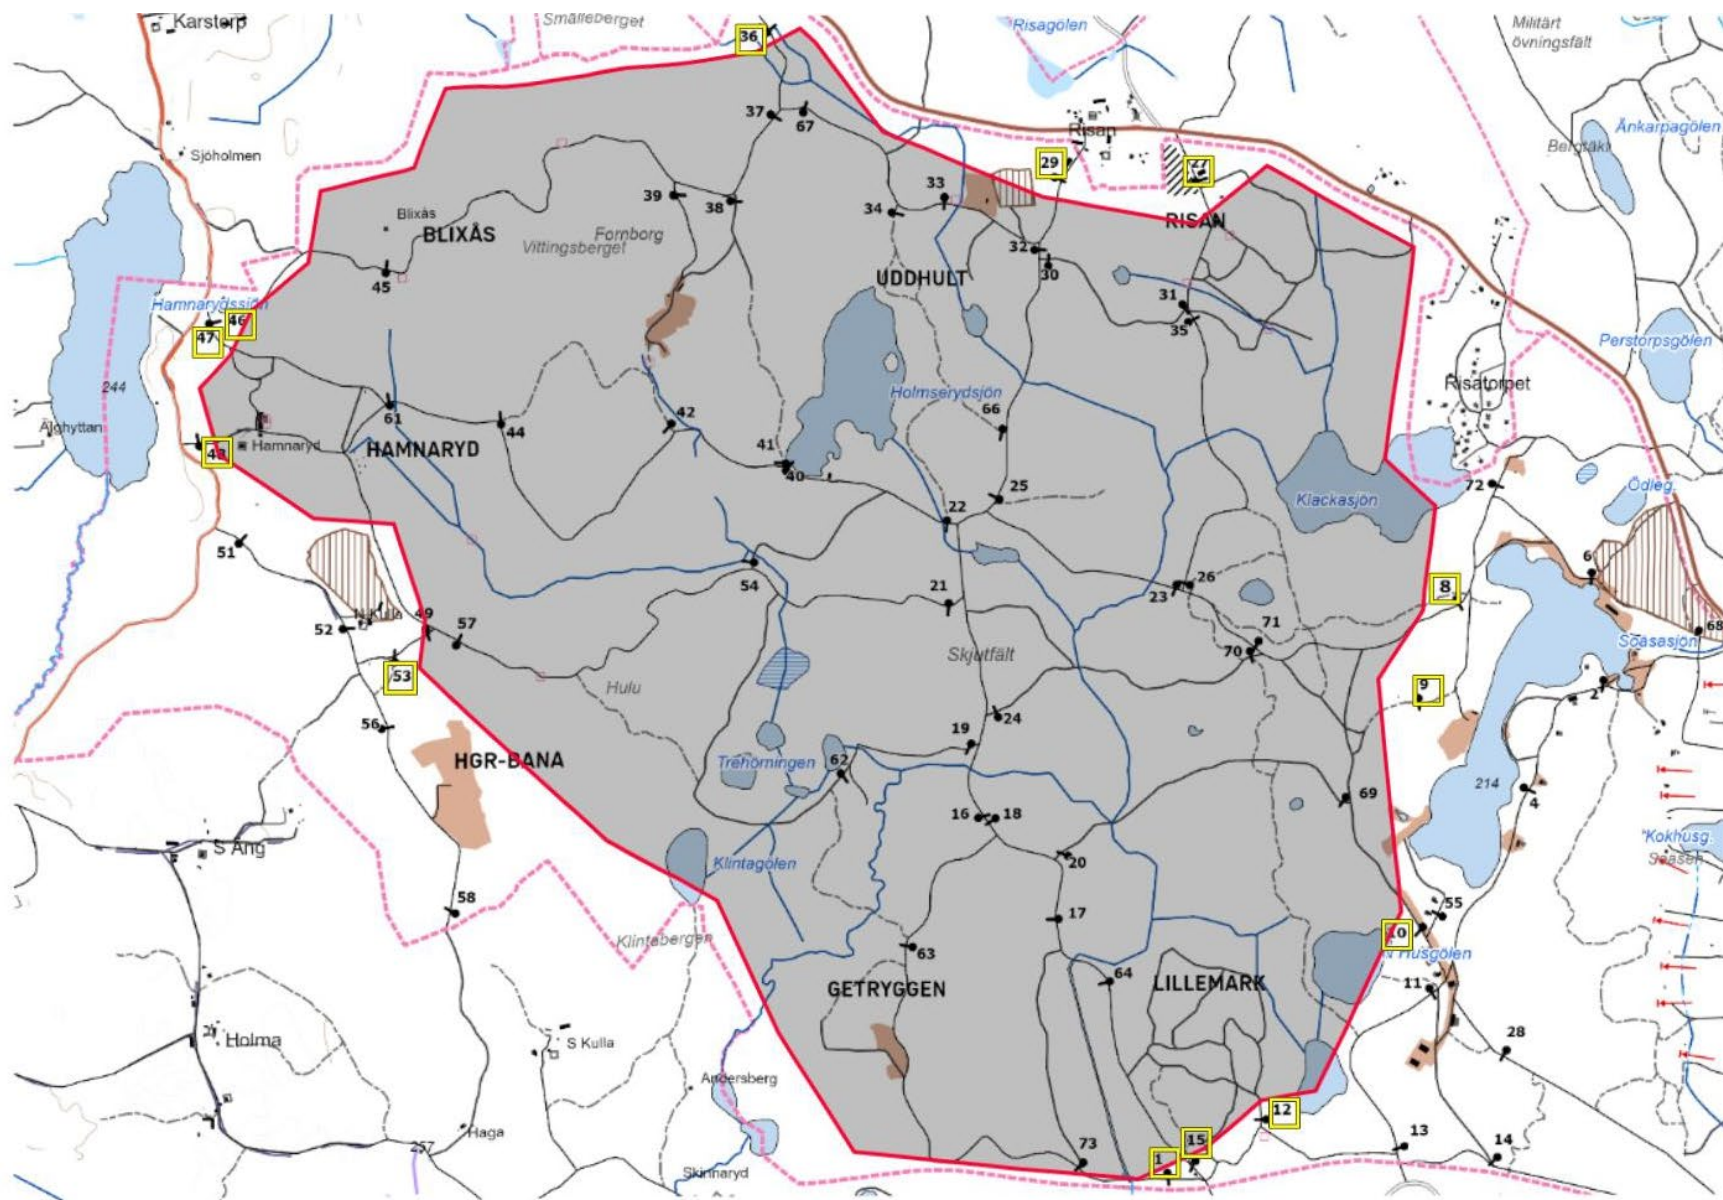 Karstorp
Smålleberget
36
Risagölen
Militärt
övningsfält
37
67
Risan
Änkarpagölen
Bergtäkt
Sjöholmen
29
27
39
38
33
34
RISAN
Blixås
BLIXÅS
Fornborg
Vittingsberget
32
30
UDDHULT
45
Hamnarydssjön
46
47
31
35
Perstorpsgölen
244
Holmserydsjön
Risatorpet
66
61
44
42
Älghyttan
48
Hamnaryd
HAMNARYD
41
40
25
Klackasjön
72
Ödleg.
22
51
54
21
23
26
8
6
N Kulla
49
52
57
71
70
68
Soåsasjön
Skjutfält
53
Hulu
9
2
56
24
19
HGR-BANA
Trehörningen
62
214
4
69
16
18
Kokhusg.
S Äng
20
Klintagölen
58
17
55
Klintabergen
63
10
N Husgölen
64
GETRYGGEN
LILLEMARK
11
28
Holma
S Kulla
Andersberg
12
Haga
257
73
15
1
13
14
Skinnaryd